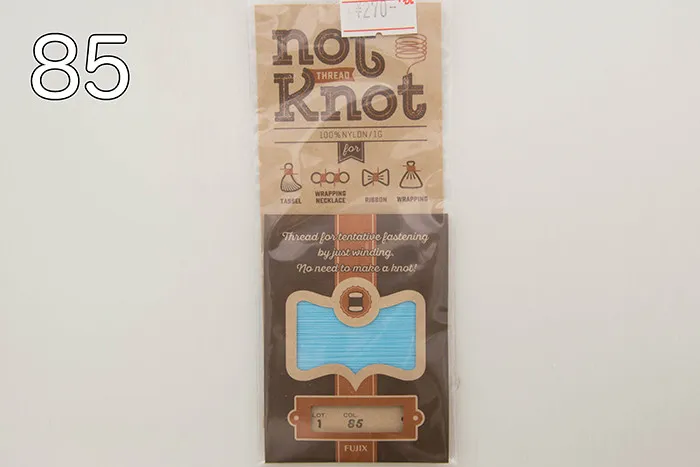 85
¥270-
not
THREAD
Knot
100% NYLON/1G
for
TASSEL
WRAPPING
NECKLACE
RIBBON
WRAPPING
Thread for tentative fastening
by just winding.
No need to make a knot!
LOT COL.
1 85
FUJIX